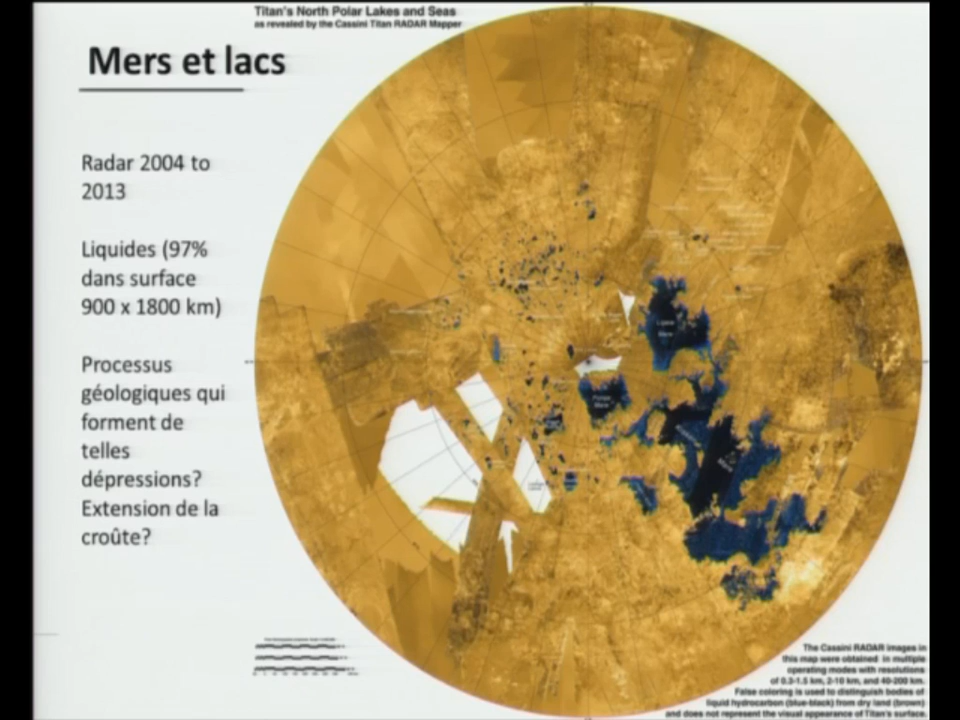 Titan's North Polar Lakes and Seas
as revealed by the Cassini Titan RADAR Mapper
Mers et lacs
Radar 2004 to
2013
Liquides (97%
dans surface
900 x 1800 km)
Processus
géologiques qui
forment de
telles
dépressions?
Extension de la
croûte?
Ligeia
Mare
Punga
Mare
The Cassini RADAR images in
this map were obtained in multiple
operating modes with resolutions
of 0.3-1.5 km, 2-10 km, and 40-200 km.
False coloring is used to distinguish bodies of
liquid hydrocarbon (blue-black) from dry land (brown)
and does not represent the visual appearance of Titan's surface.